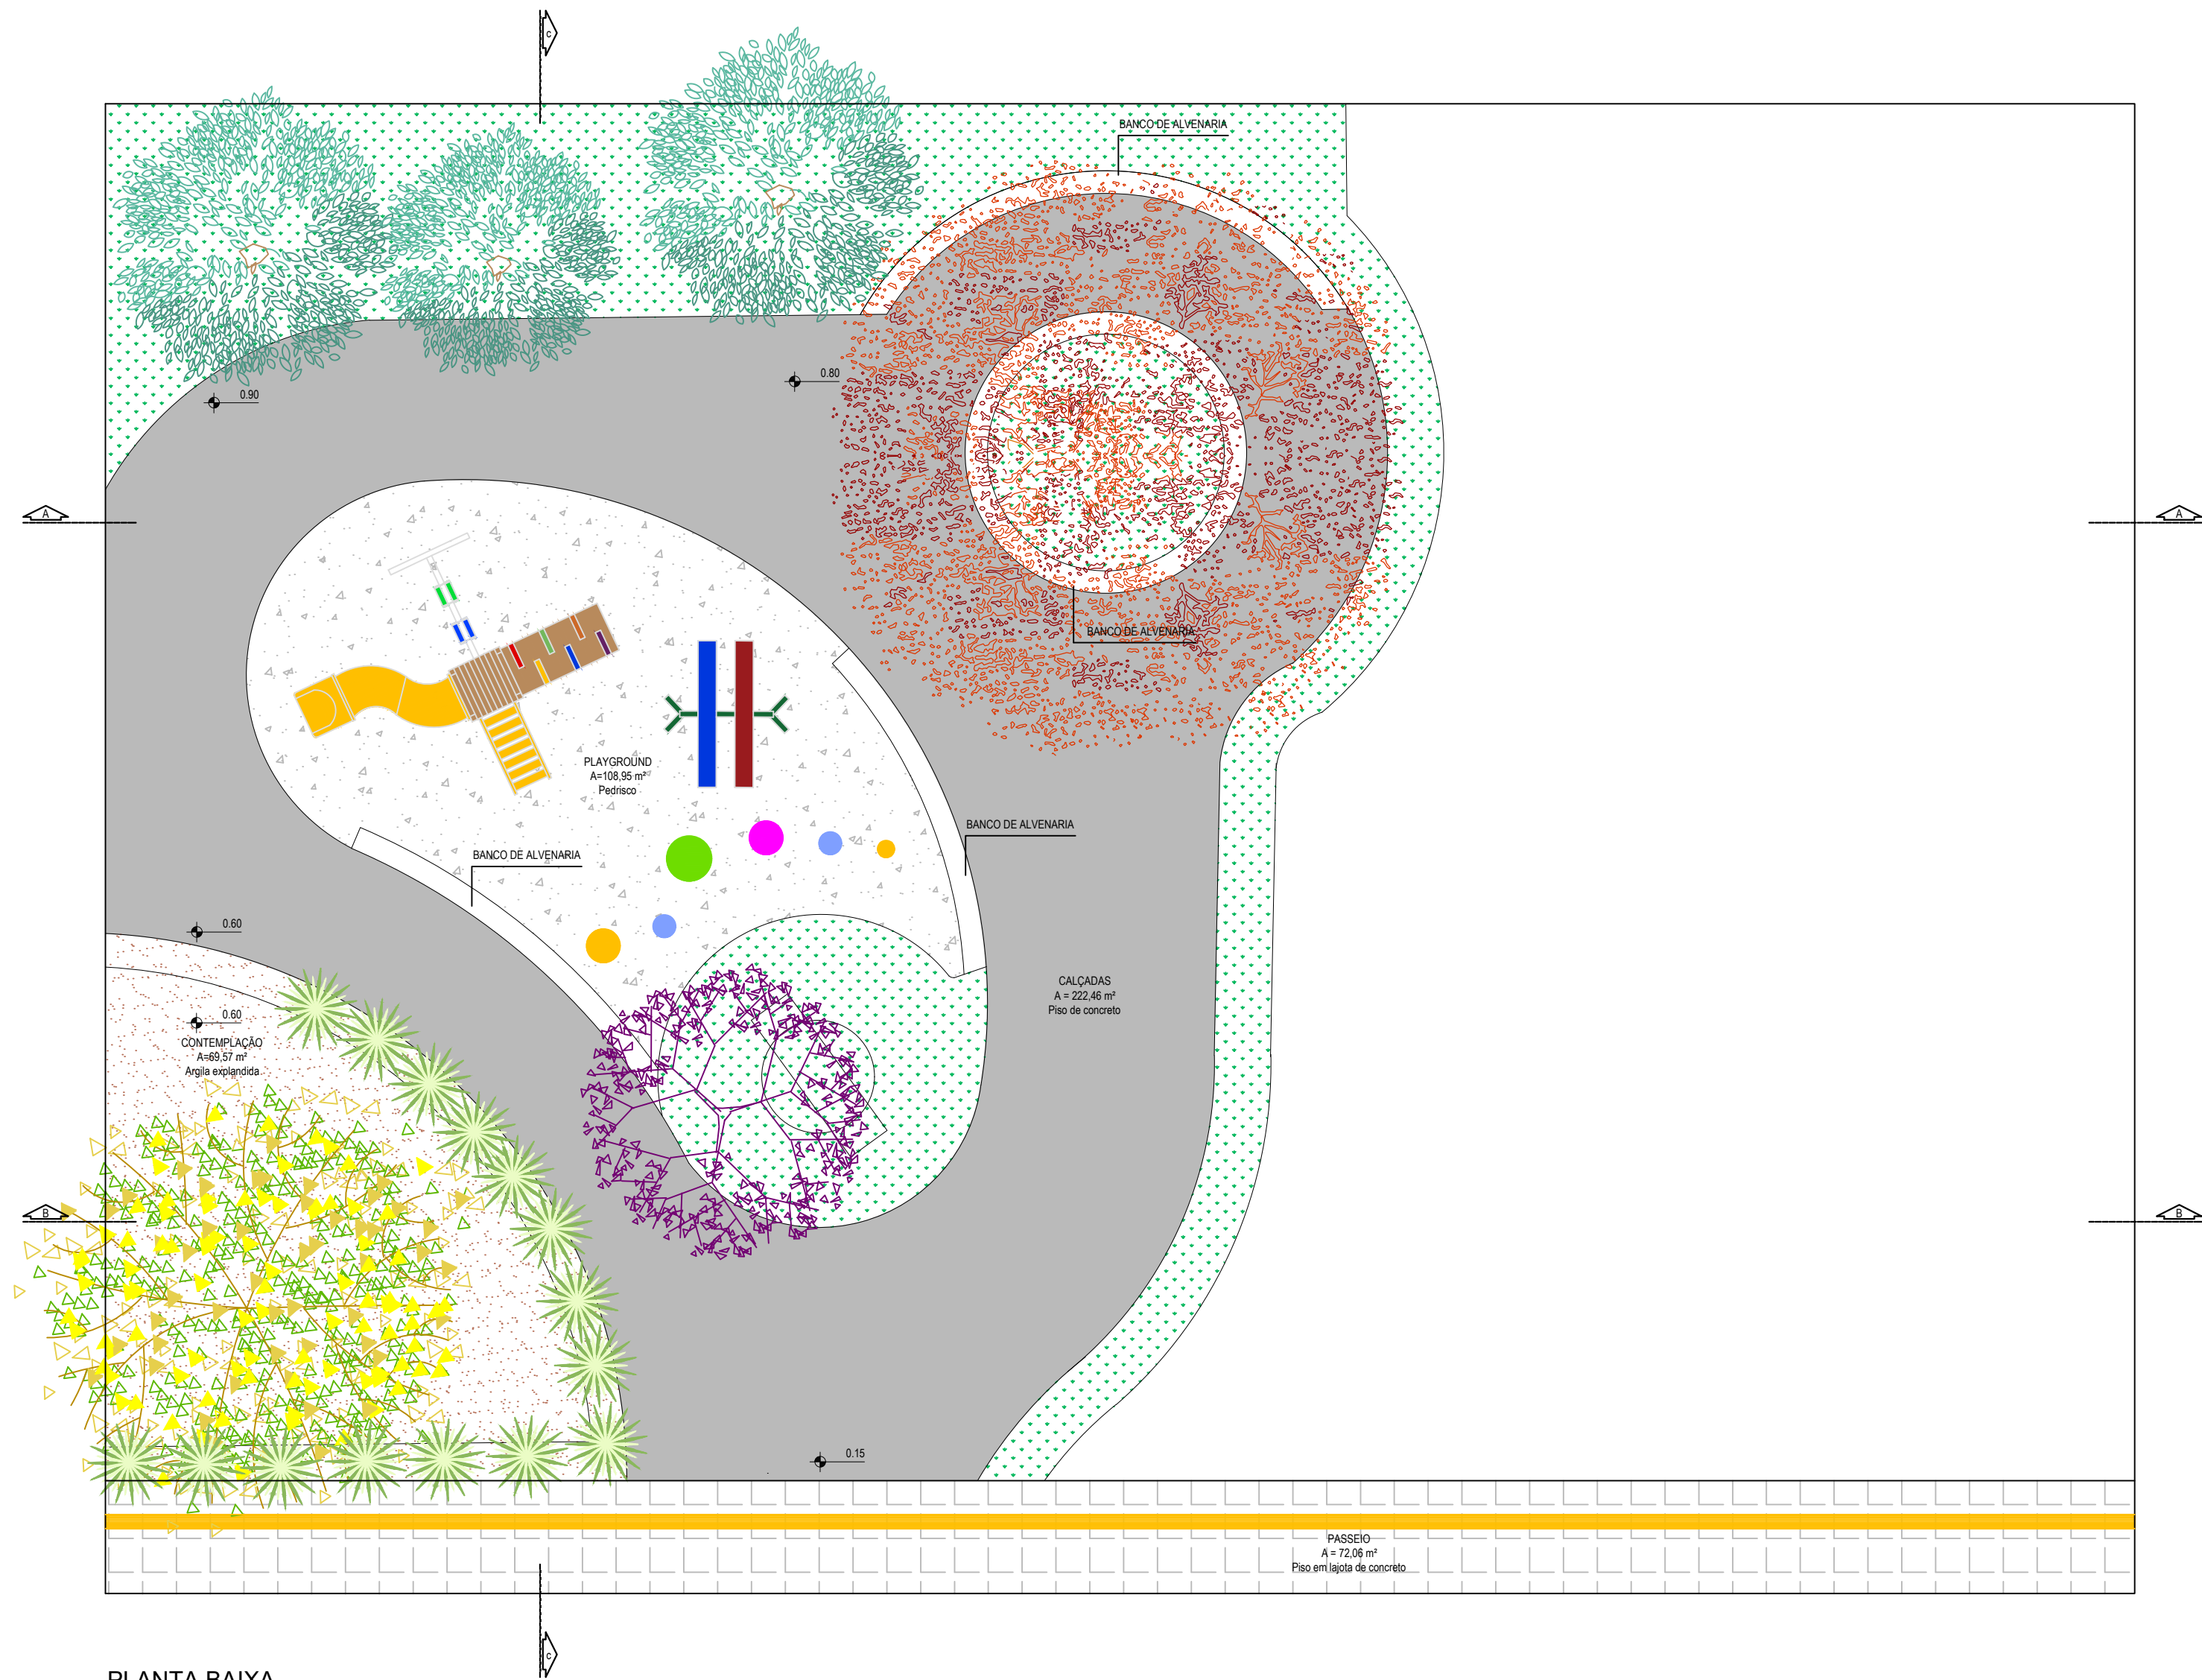 C
BANCO DE ALVENARIA
0.80
0.90
A
A
BANCO DE ALVENARIA
PLAYGROUND
A=108,95 m²
Pedrisco
BANCO DE ALVENARIA
BANCO DE ALVENARIA
0.60
CALÇADAS
A = 222,46 m²
Piso de concreto
0.60
CONTEMPLAÇÃO
A=69,57 m²
Argila explandida
B
B
0.15
PASSEIO
A = 72,06 m²
Piso em lajota de concreto
C
PLANTA BAIXA